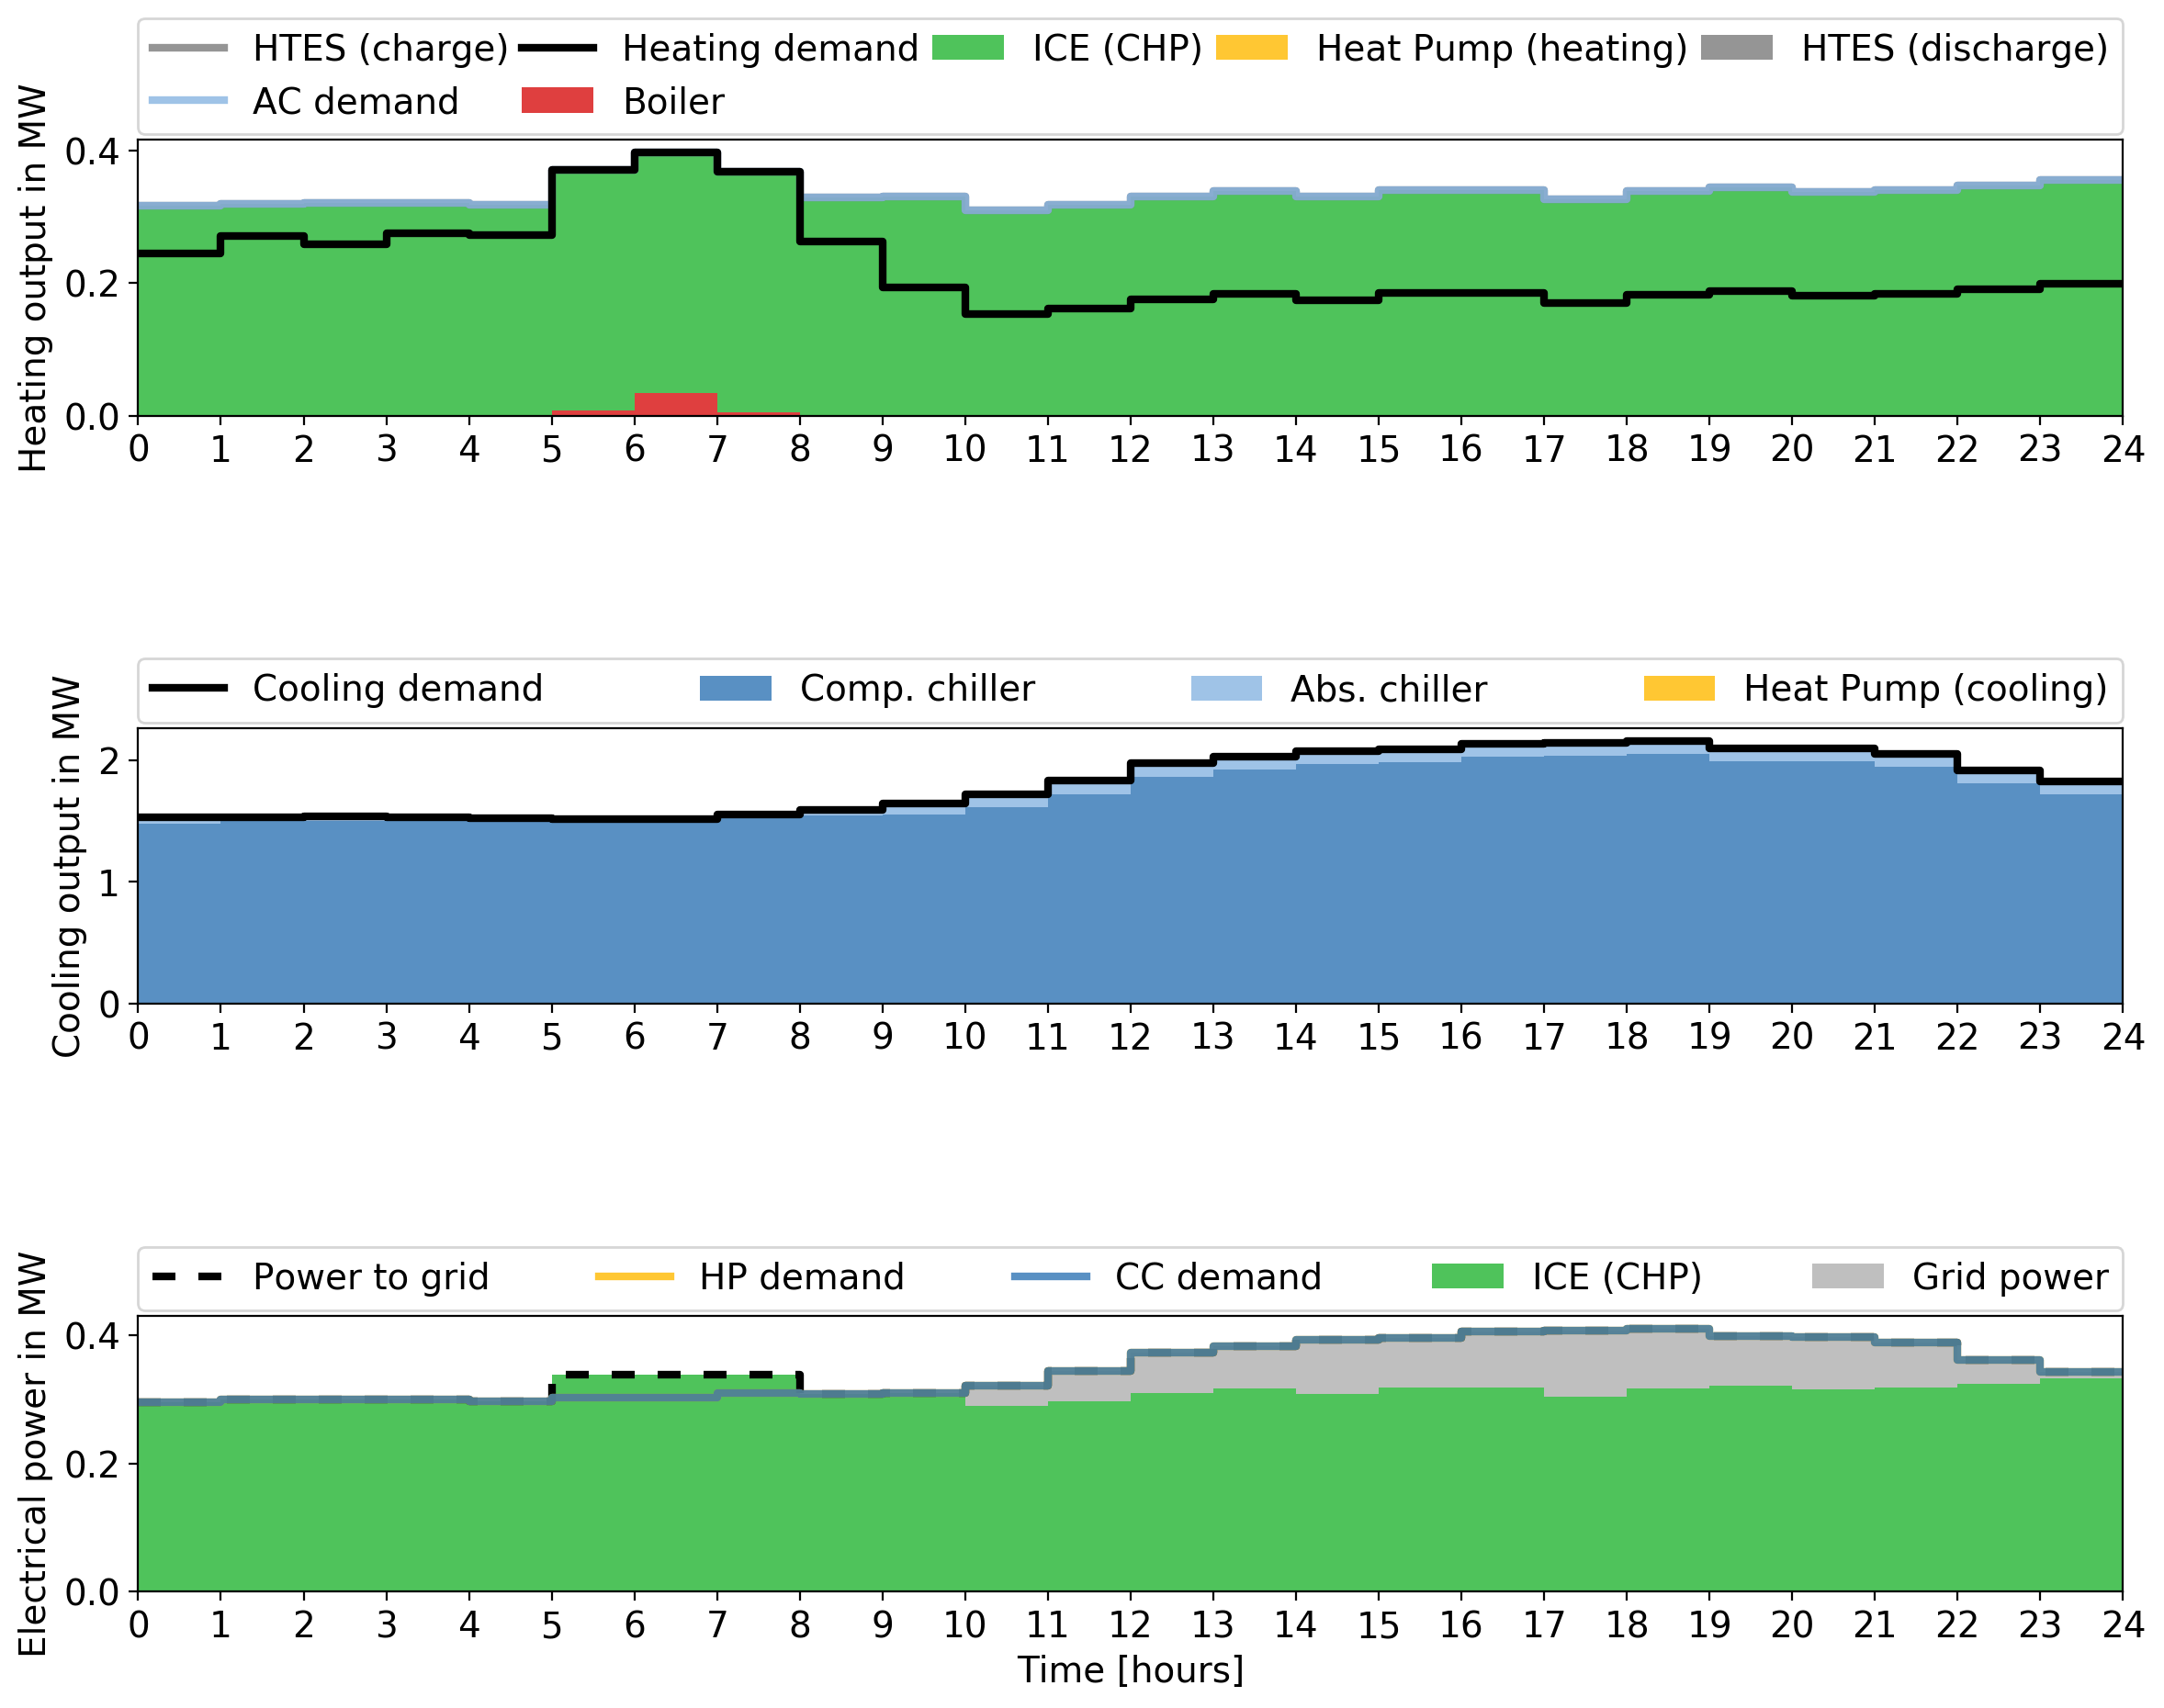 HTES (charge) Heating demand ICE (CHP) Heat Pump (heating) HTES (discharge)
AC demand Boiler
Heating output in MW
0.4
0.2
0.0
0 1 2 3 4 5 6 7 8 9 10 11 12 13 14 15 16 17 18 19 20 21 22 23 24
Cooling demand Comp. chiller Abs. chiller Heat Pump (cooling)
Cooling output in MW
2
1
0
0 1 2 3 4 5 6 7 8 9 10 11 12 13 14 15 16 17 18 19 20 21 22 23 24
Power to grid HP demand CC demand ICE (CHP) Grid power
Electrical power in MW
0.4
0.2
0.0
0 1 2 3 4 5 6 7 8 9 10 11 12 13 14 15 16 17 18 19 20 21 22 23 24
Time [hours]